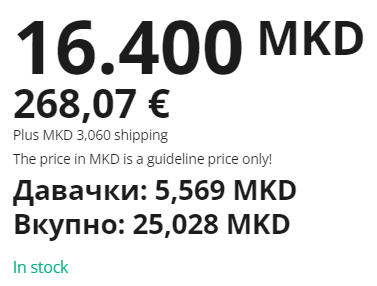 16.400 MKD
268,07 €
Plus MKD 3,060 shipping
The price in MKD is a guideline price only!
Давачки: 5,569 MKD
Вкупно: 25,028 MKD
In stock